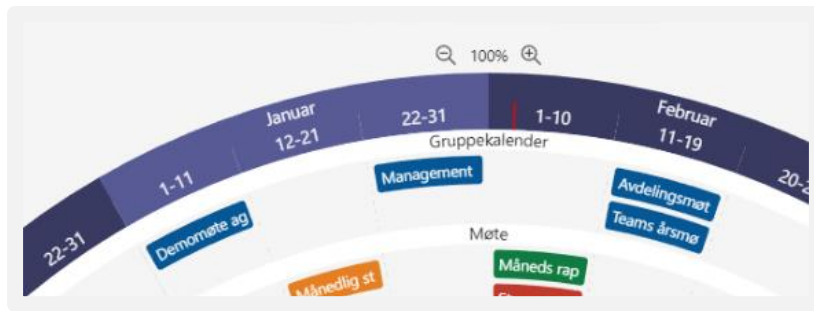 100%
Januar
Februar
22-31
1-11
12-21
22-31
1-10
11-19
Gruppekalender
Demomøte ag
Management
Avdelingsmøt
Teams årsmø
Møte
Månedlig st
Måneds rap